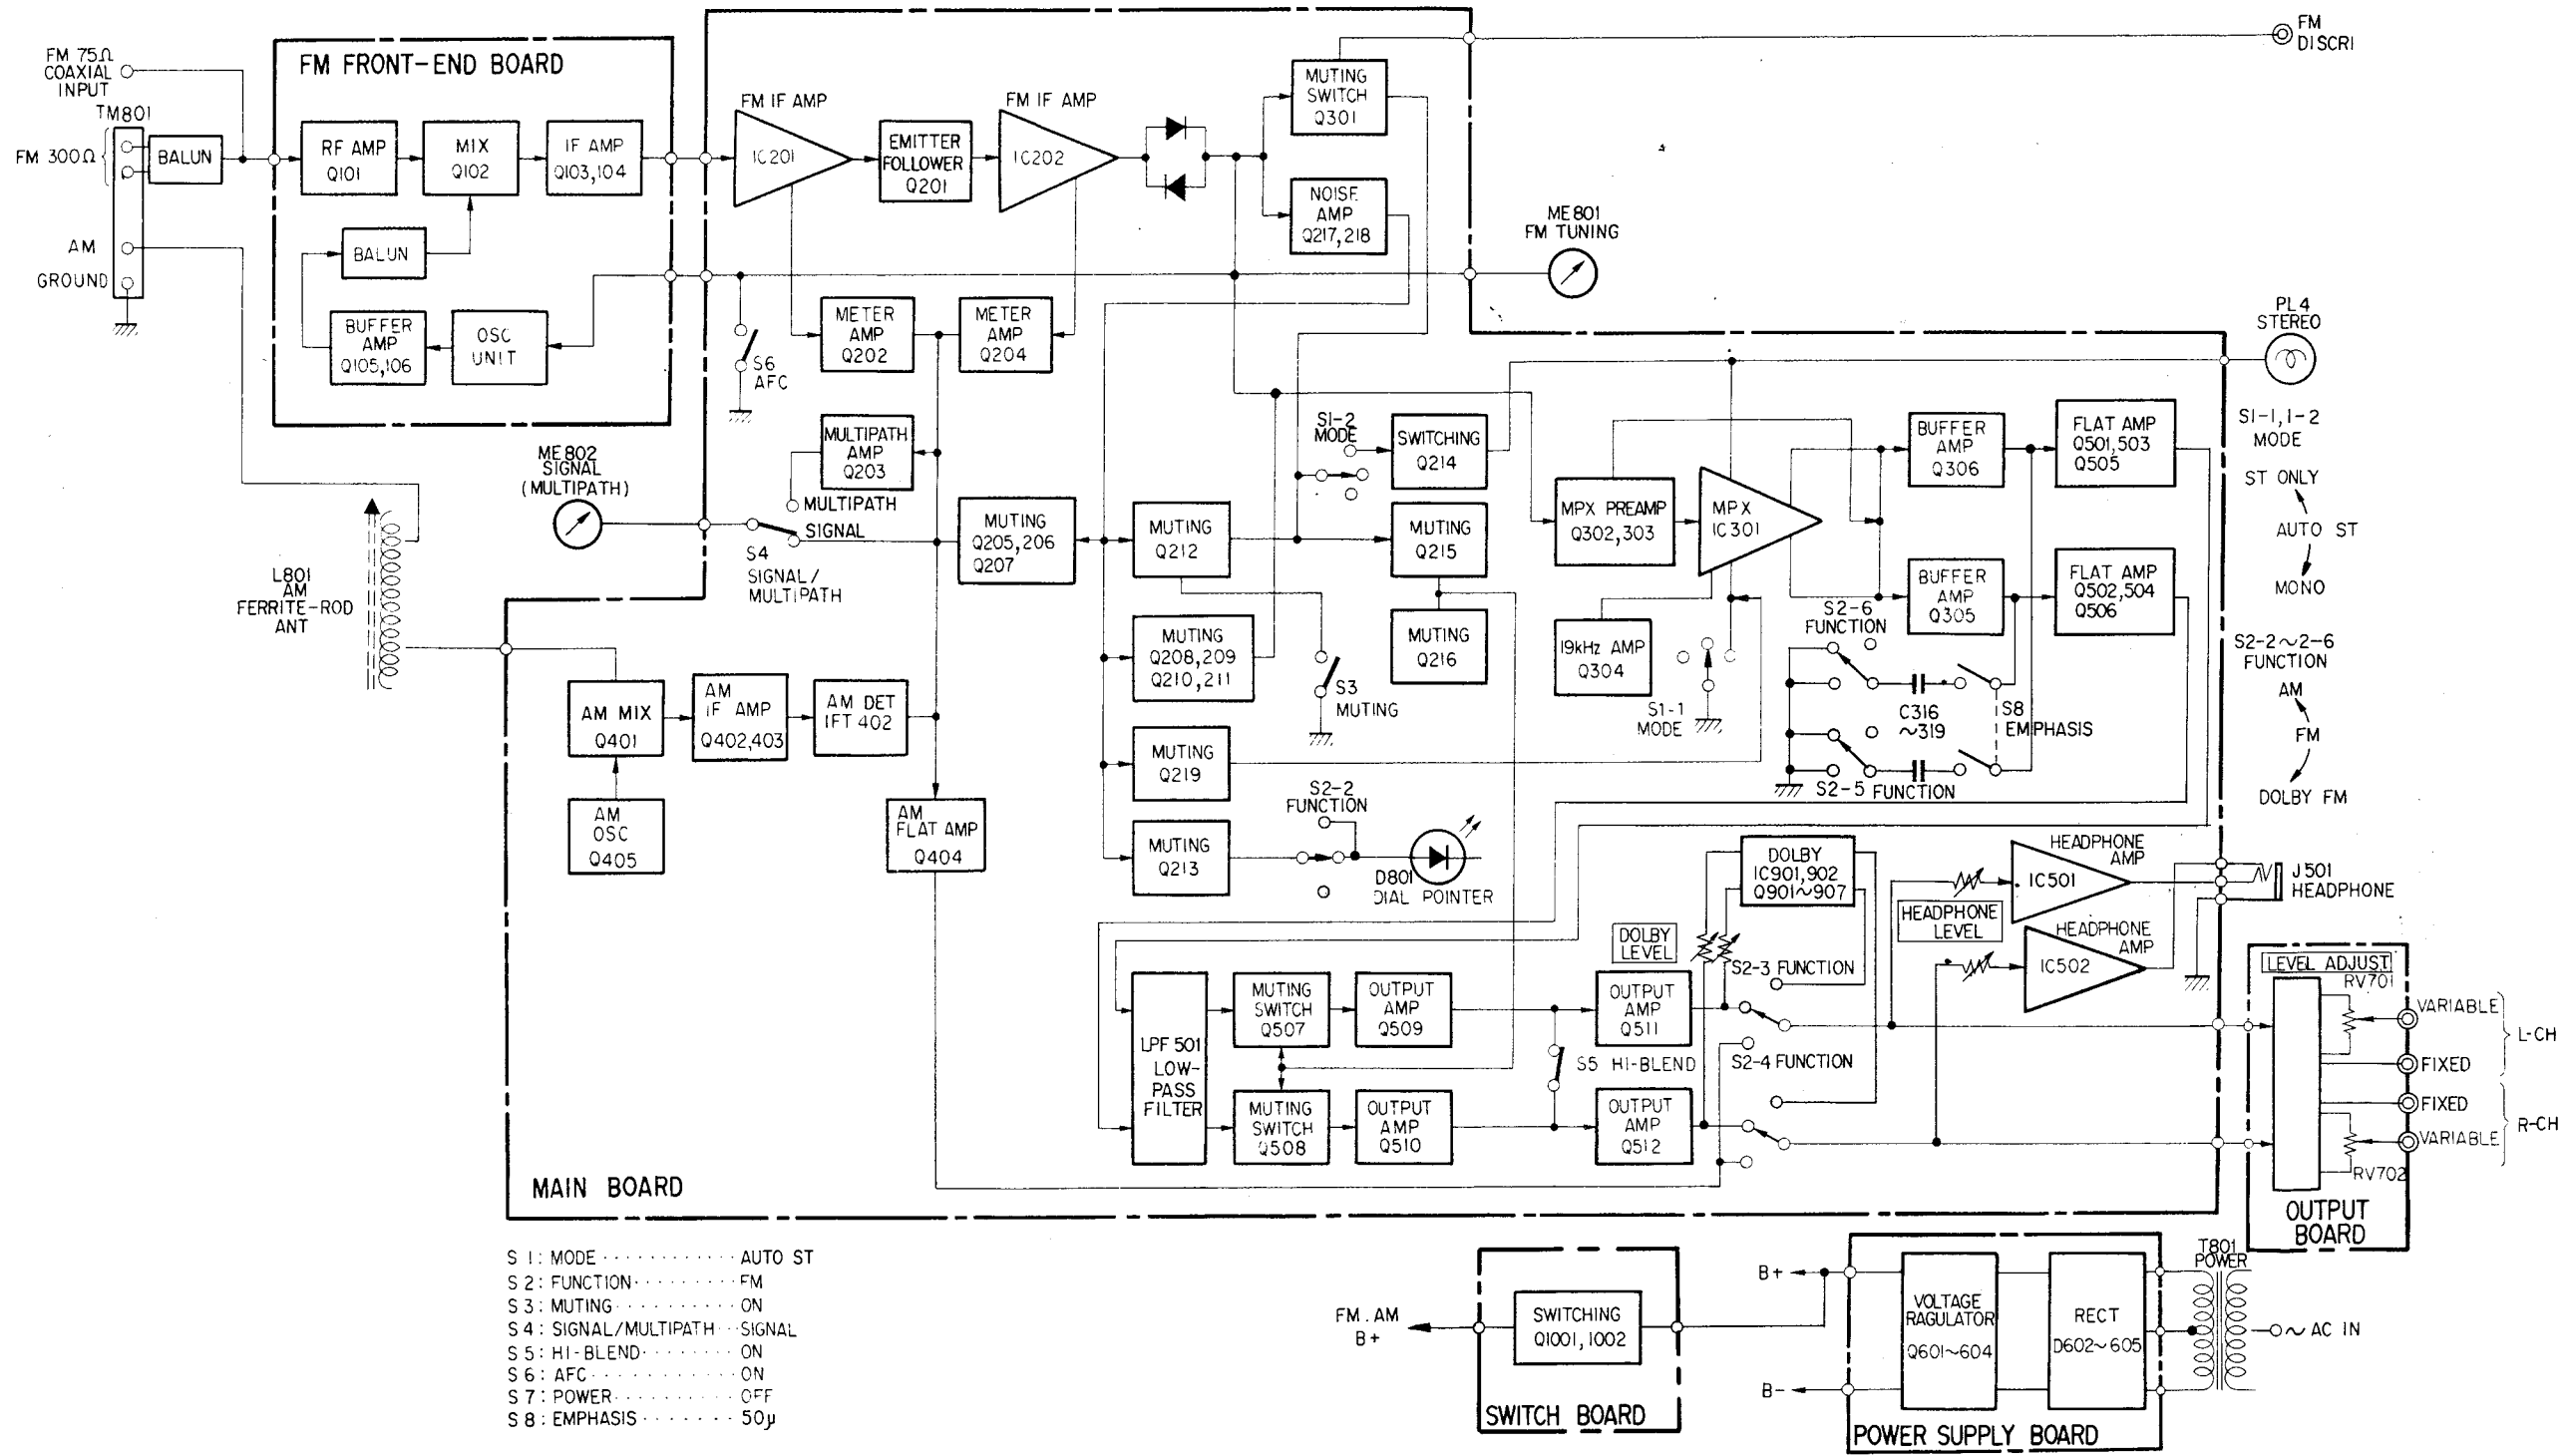 FM 75Ω
COAXIAL
INPUT
TM801
FM 300Ω
BALUN
AM
GROUND
FM FRONT-END BOARD
RF AMP
Q101
MIX
Q102
IF AMP
Q103,104
BALUN
BUFFER
AMP
Q105,106
OSC
UNIT
FM IF AMP
IC201
EMITTER
FOLLOWER
Q201
FM IF AMP
IC202
MUTING
SWITCH
Q301
NOISE
AMP
Q217,218
FM
DISCRI
ME801
FM TUNING
PL4
STEREO
METER
AMP
Q202
METER
AMP
Q204
S6
AFC
MULTIPATH
AMP
Q203
ME802
SIGNAL
(MULTIPATH)
MULTIPATH
SIGNAL
S4
SIGNAL/
MULTIPATH
MUTING
Q205,206
Q207
MUTING
Q212
S1-2
MODE
SWITCHING
Q214
MUTING
Q215
MUTING
Q216
MUTING
Q208,209
Q210,211
S3
MUTING
MUTING
Q219
MUTING
Q213
S2-2
FUNCTION
D801
DIAL POINTER
MPX PREAMP
Q302,303
MPX
IC301
19kHz AMP
Q304
S1-1
MODE
BUFFER
AMP
Q306
BUFFER
AMP
Q305
FLAT AMP
Q501,503
Q505
FLAT AMP
Q502,504
Q506
S2-6
FUNCTION
C316
~319
S8
EMPHASIS
S2-5 FUNCTION
S1-1,1-2
MODE
ST ONLY
AUTO ST
MONO
S2-2~2-6
FUNCTION
AM
FM
DOLBY FM
L801
AM
FERRITE-ROD
ANT
AM MIX
Q401
AM
IF AMP
Q402,403
AM DET
IFT 402
AM
OSC
Q405
AM
FLAT AMP
Q404
DOLBY
IC901,902
Q901~907
DOLBY
LEVEL
HEADPHONE
AMP
IC501
HEADPHONE
LEVEL
HEADPHONE
AMP
IC502
J501
HEADPHONE
LPF 501
LOW-
PASS
FILTER
MUTING
SWITCH
Q507
OUTPUT
AMP
Q509
OUTPUT
AMP
Q511
S2-3 FUNCTION
MUTING
SWITCH
Q508
OUTPUT
AMP
Q510
S5 HI-BLEND
OUTPUT
AMP
Q512
S2-4 FUNCTION
LEVEL ADJUST
RV701
VARIABLE
L-CH
FIXED
FIXED
R-CH
VARIABLE
RV702
OUTPUT
BOARD
MAIN BOARD
S 1: MODE ············ AUTO ST
S 2: FUNCTION ········· FM
S 3: MUTING ··········· ON
S 4: SIGNAL/MULTIPATH ··· SIGNAL
S 5: HI-BLEND ········ ON
S 6: AFC ············ ON
S 7: POWER ·········· OFF
S 8: EMPHASIS ······· 50μ
FM.AM
B+
SWITCHING
Q1001,1002
SWITCH BOARD
B+
B-
VOLTAGE
RAGULATOR
Q601~604
RECT
D602~605
T801
POWER
~ AC IN
POWER SUPPLY BOARD